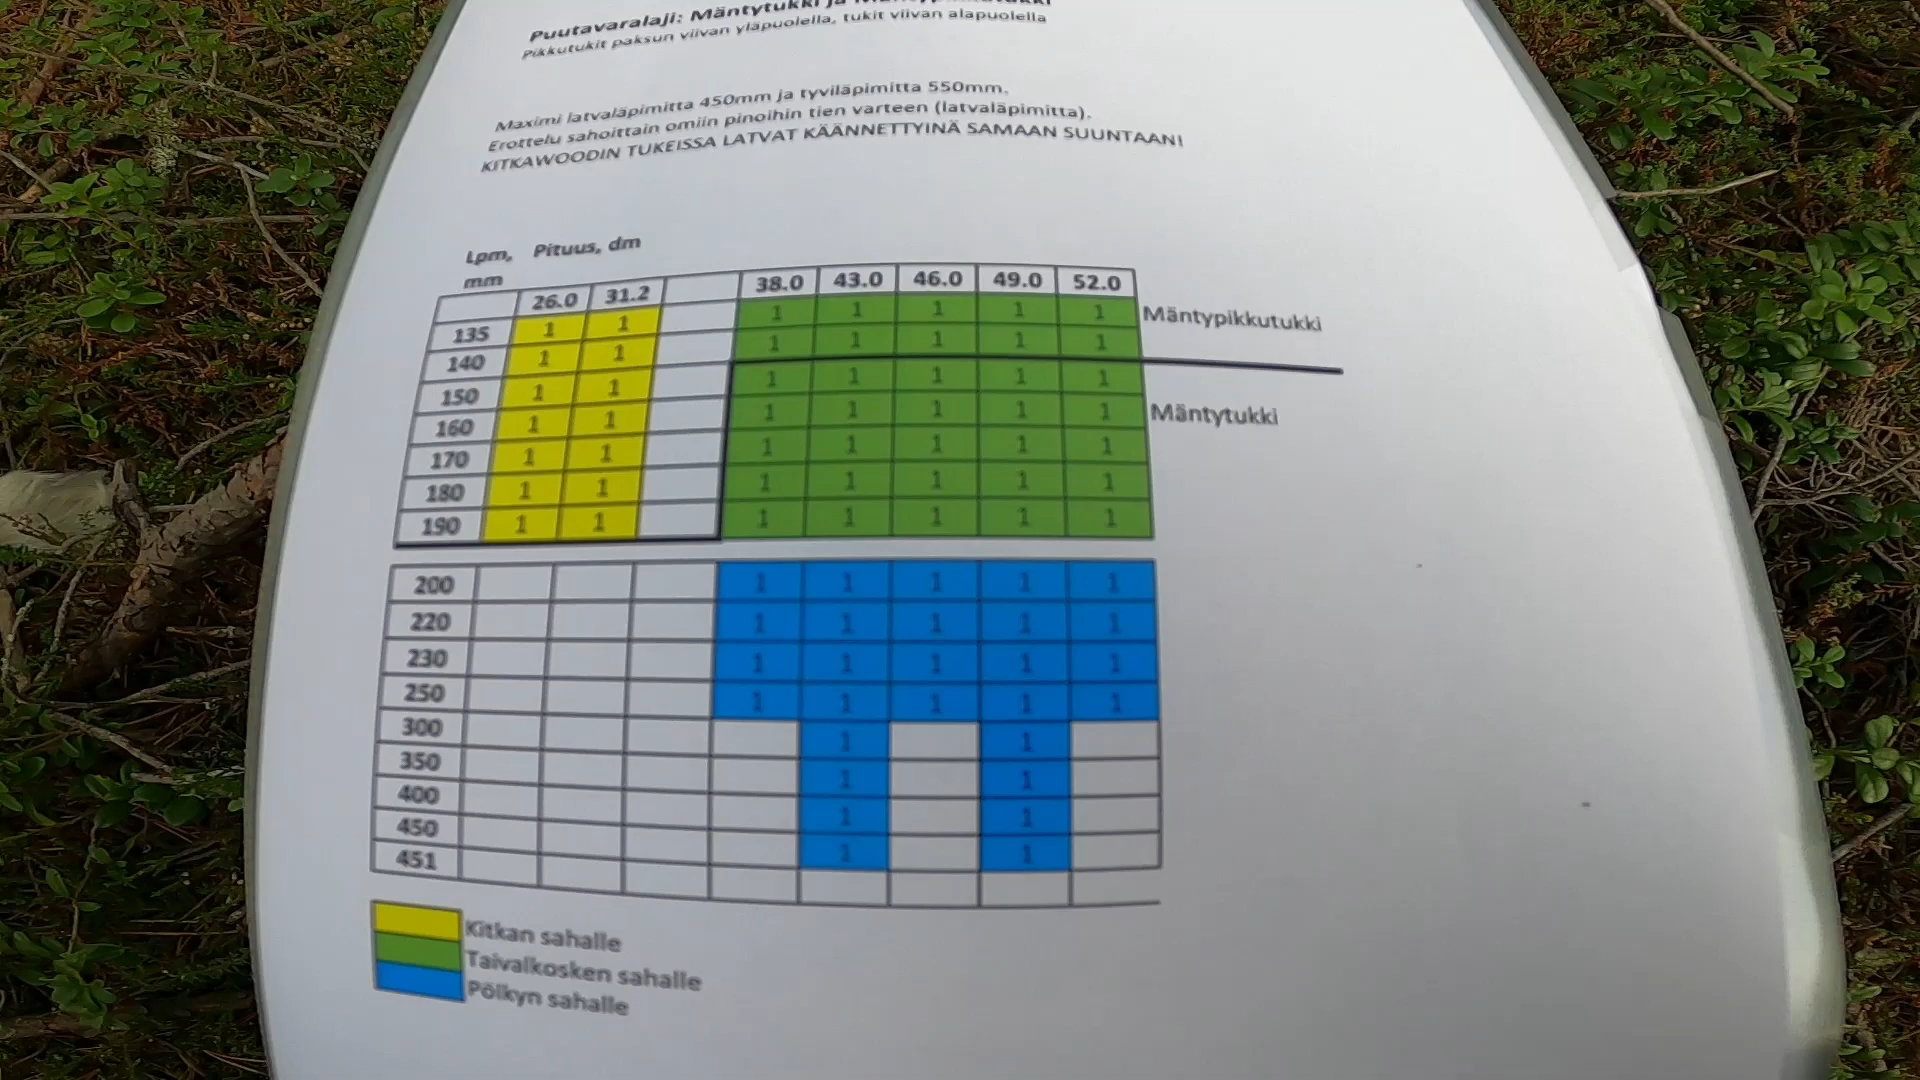 Puutavaralaji: Mäntytukki ja
Pikkutukit paksun viivan yläpuolella, tukit viivan alapuolella
Maximi latvaläpimitta 450mm ja tyviläpimitta 550mm.
Erottelu sahoittain omiin pinoihin tien varteen (latvaläpimitta).
KITKAWOODIN TUKEISSA LATVAT KÄÄNNETTYINÄ SAMAAN SUUNTAAN!
Lpm, Pituus, dm
mm
26.0 31.2 38.0 43.0 46.0 49.0 52.0
135 1 1 1 1 1 1 1 Mäntypikkutukki
140 1 1 1 1 1 1 1
150 1 1 1 1 1 1 1
160 1 1 1 1 1 1 1 Mäntytukki
170 1 1 1 1 1 1 1
180 1 1 1 1 1 1 1
190 1 1 1 1 1 1 1
200 1 1 1 1 1
220 1 1 1 1 1
230 1 1 1 1 1
250 1 1 1 1 1
300 1 1
350 1 1
400 1 1
450 1 1
451
Kitkan sahalle
Taivalkosken sahalle
Pölkyn sahalle